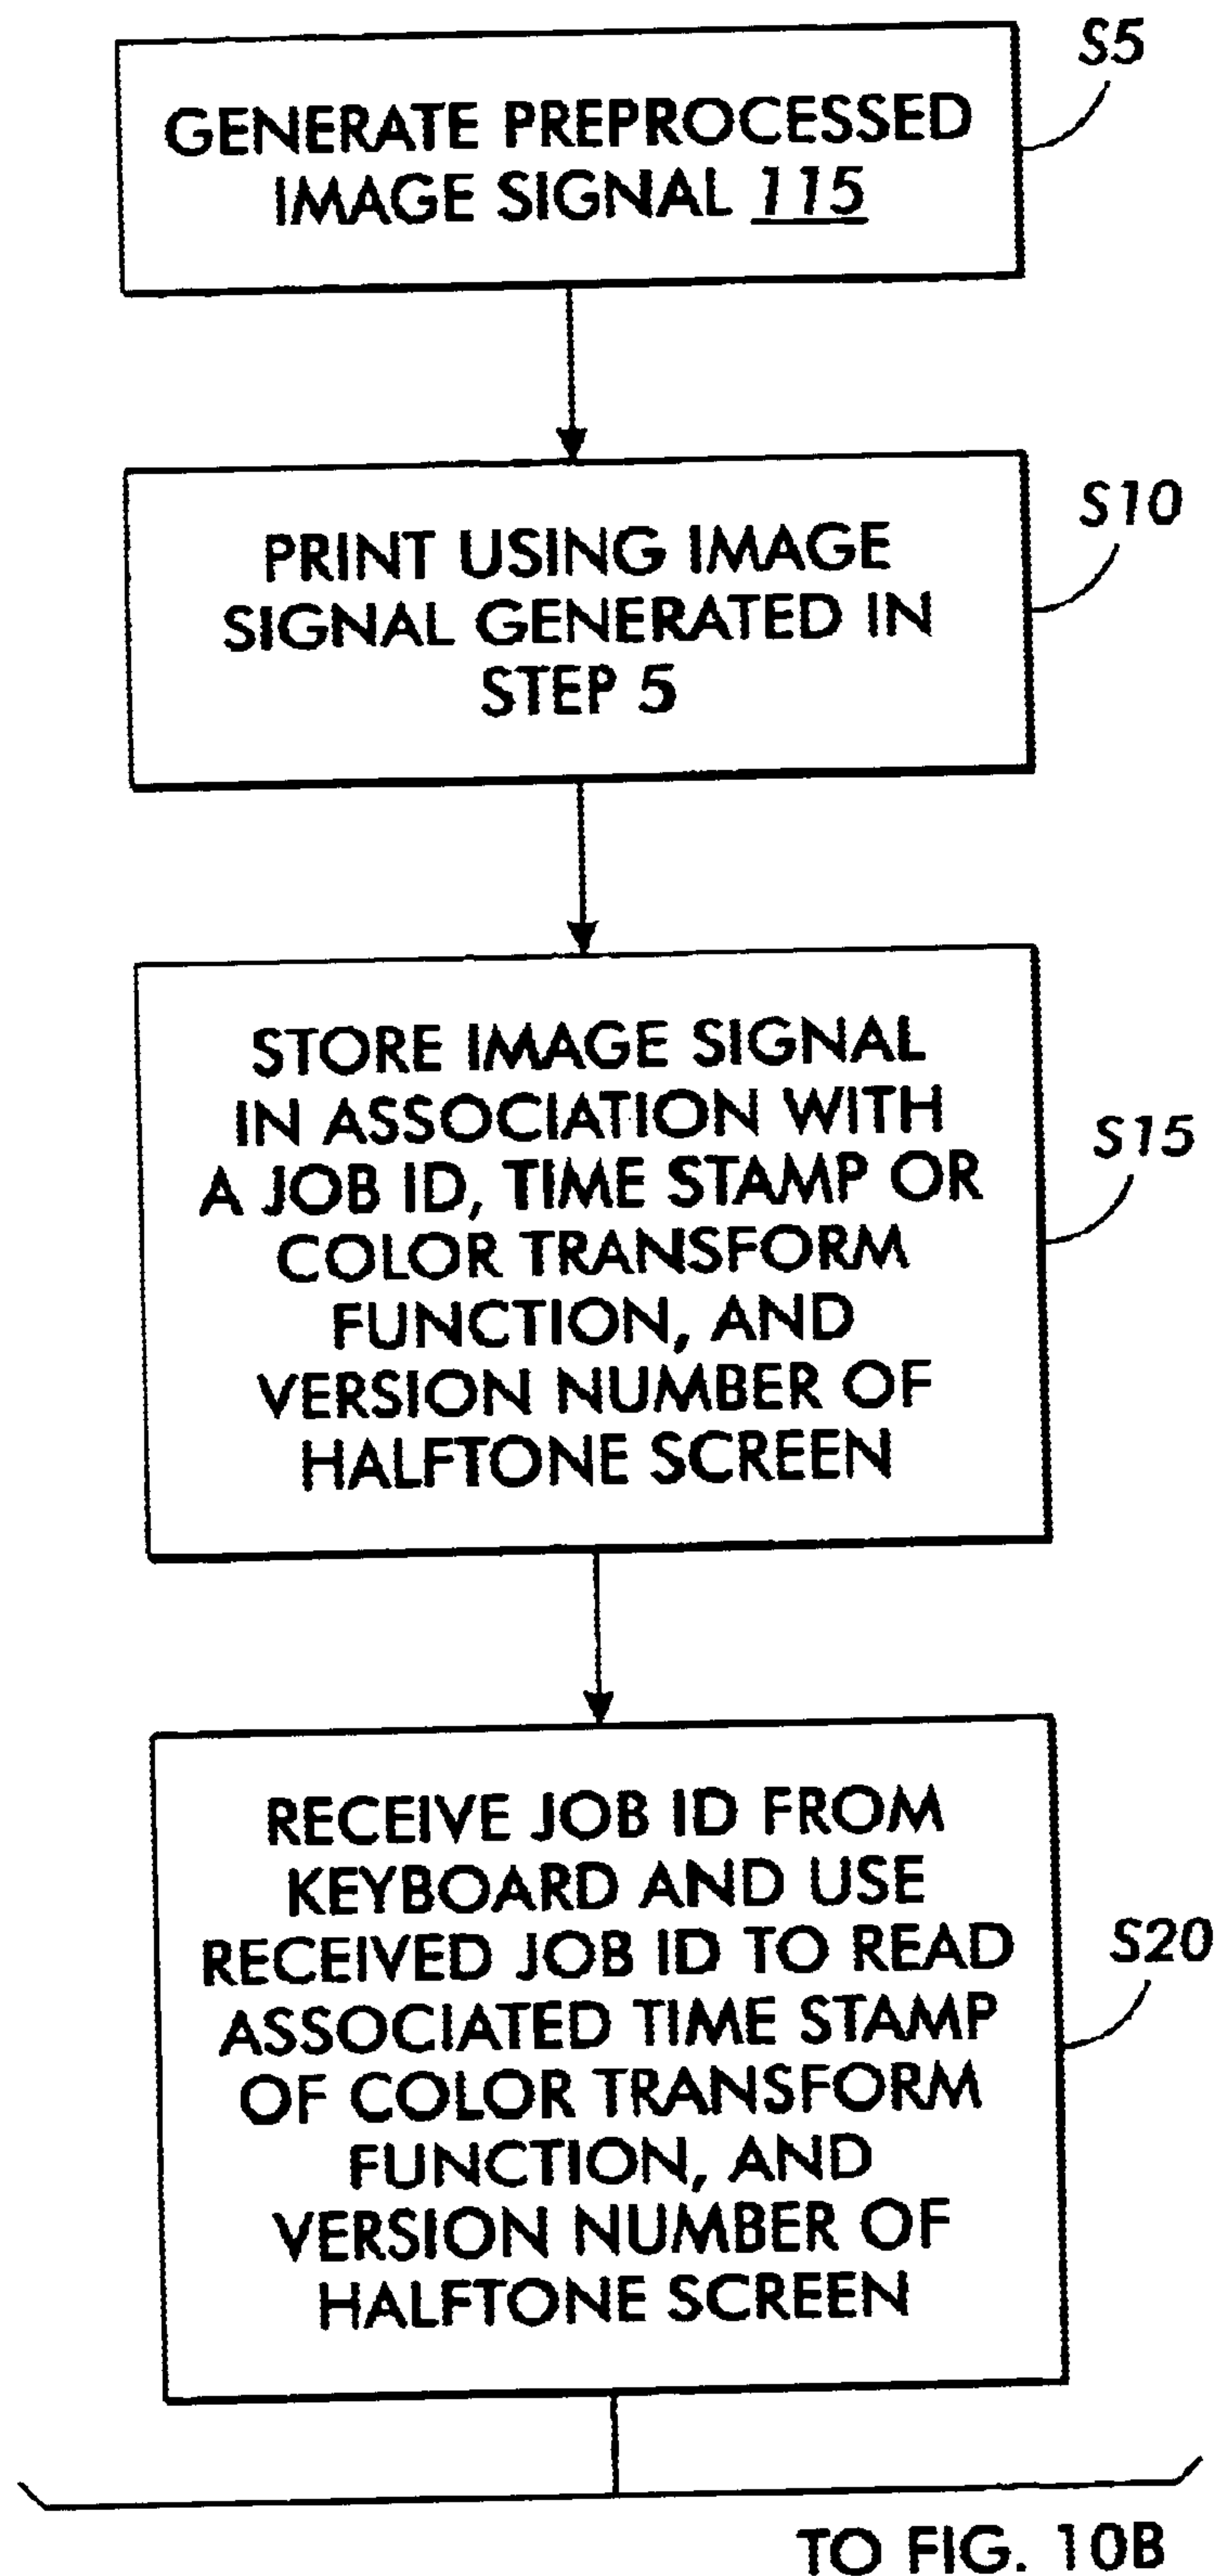 S5
GENERATE PREPROCESSED
IMAGE SIGNAL 115
S10
PRINT USING IMAGE
SIGNAL GENERATED IN
STEP 5
S15
STORE IMAGE SIGNAL
IN ASSOCIATION WITH
A JOB ID, TIME STAMP OR
COLOR TRANSFORM
FUNCTION, AND
VERSION NUMBER OF
HALFTONE SCREEN
S20
RECEIVE JOB ID FROM
KEYBOARD AND USE
RECEIVED JOB ID TO READ
ASSOCIATED TIME STAMP
OF COLOR TRANSFORM
FUNCTION, AND
VERSION NUMBER OF
HALFTONE SCREEN
TO FIG. 10B